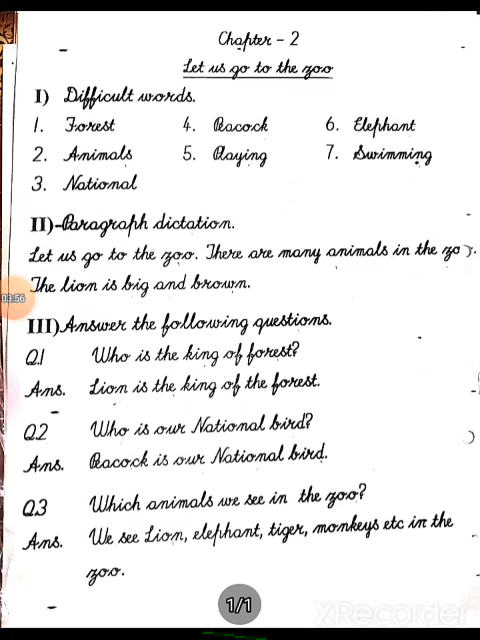 Chapter - 2
Let us go to the zoo
I) Difficult words.
1. Forest 4. Peacock 6. Elephant
2. Animals 5. Playing 7. Swimming
3. National
II)-Paragraph dictation.
Let us go to the zoo. There are many animals in the zo
The lion is big and brown.
03:56
III) Answer the following questions.
Q.1 Who is the king of forest?
Ans. Lion is the king of the forest.
Q.2 Who is our National bird?
Ans. Peacock is our National bird.
Q.3 Which animals we see in the zoo?
Ans. We see Lion, elephant, tiger, monkeys etc in the
zoo.
1/1
XRecorder